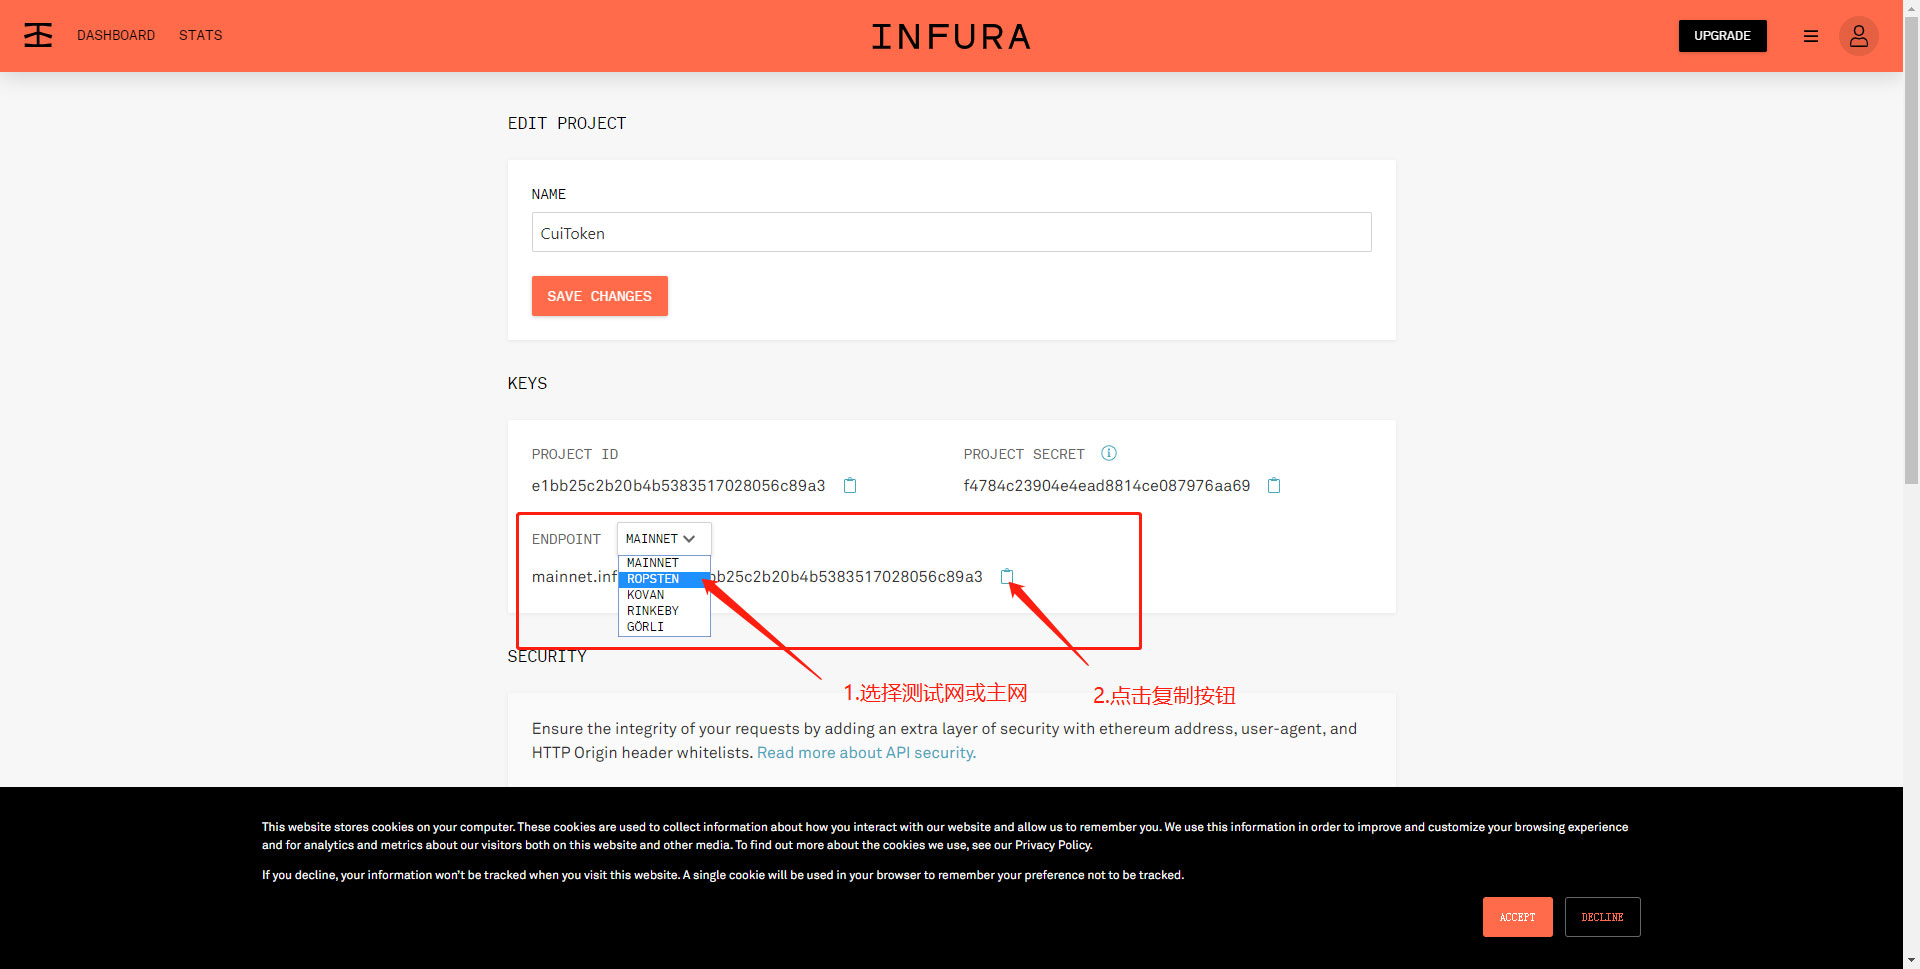 DASHBOARD STATS INFURA UPGRADE
EDIT PROJECT
NAME
CuiToken
SAVE CHANGES
KEYS
PROJECT ID PROJECT SECRET
e1bb25c2b20b4b5383517028056c89a3 f4784c23904e4ead8814ce087976aa69
ENDPOINT MAINNET
MAINNET
mainnet.inf b25c2b20b4b5383517028056c89a3
ROPSTEN
KOVAN
RINKEBY
GÖRLI
SECURITY
1.选择测试网或主网
2.点击复制按钮
Ensure the integrity of your requests by adding an extra layer of security with ethereum address, user-agent, and
HTTP Origin header whitelists. Read more about API security.
This website stores cookies on your computer. These cookies are used to collect information about how you interact with our website and allow us to remember you. We use this information in order to improve and customize your browsing experience
and for analytics and metrics about our visitors both on this website and other media. To find out more about the cookies we use, see our Privacy Policy.
If you decline, your information won't be tracked when you visit this website. A single cookie will be used in your browser to remember your preference not to be tracked.
ACCEPT DECLINE